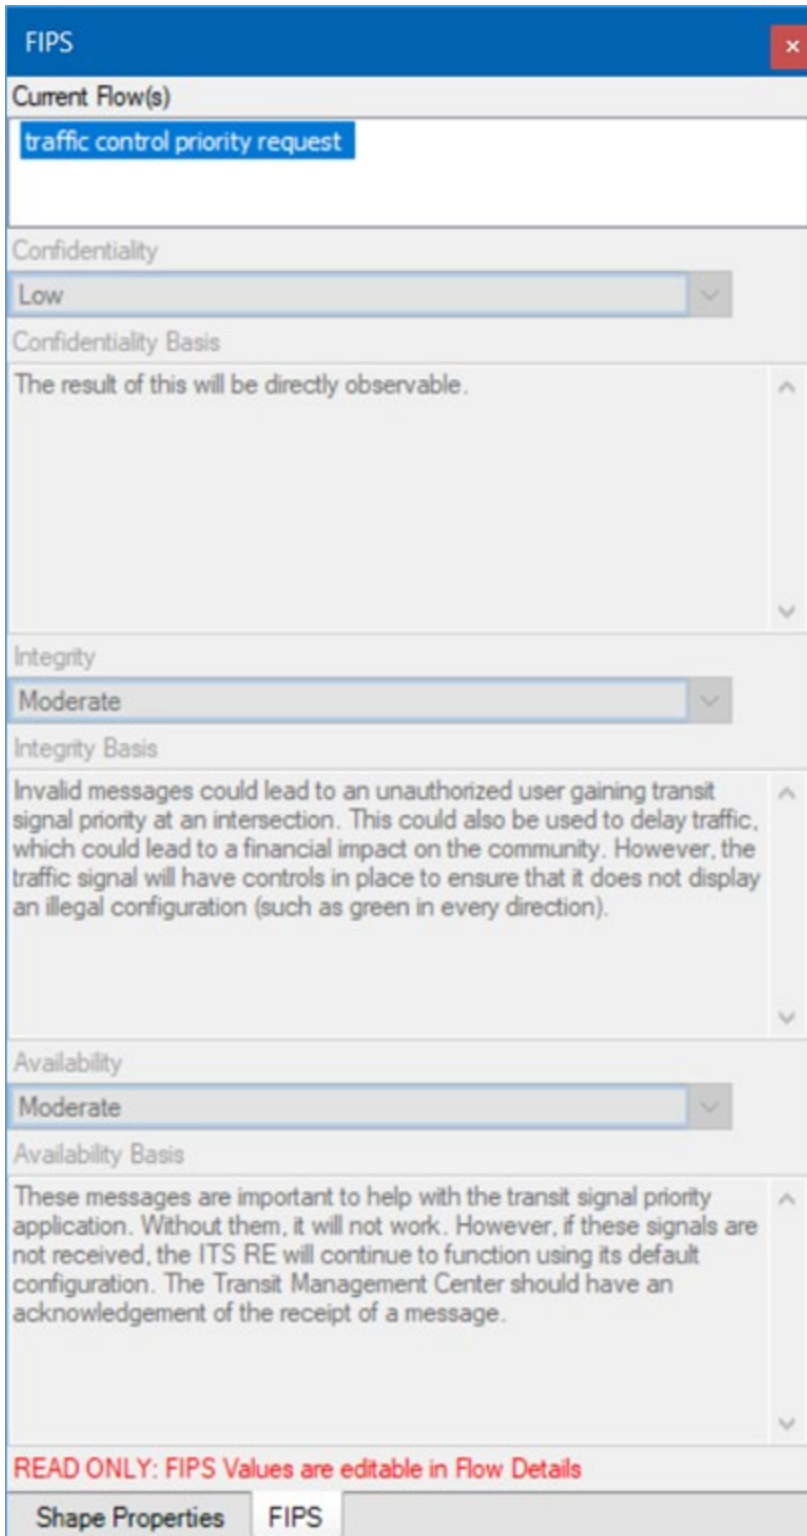 FIPS
Current Flow(s)
traffic control priority request
Confidentiality
Low
Confidentiality Basis
The result of this will be directly observable.
Integrity
Moderate
Integrity Basis
Invalid messages could lead to an unauthorized user gaining transit
signal priority at an intersection. This could also be used to delay traffic,
which could lead to a financial impact on the community. However, the
traffic signal will have controls in place to ensure that it does not display
an illegal configuration (such as green in every direction).
Availability
Moderate
Availability Basis
These messages are important to help with the transit signal priority
application. Without them, it will not work. However, if these signals are
not received, the ITS RE will continue to function using its default
configuration. The Transit Management Center should have an
acknowledgement of the receipt of a message.
READ ONLY: FIPS Values are editable in Flow Details
Shape Properties FIPS